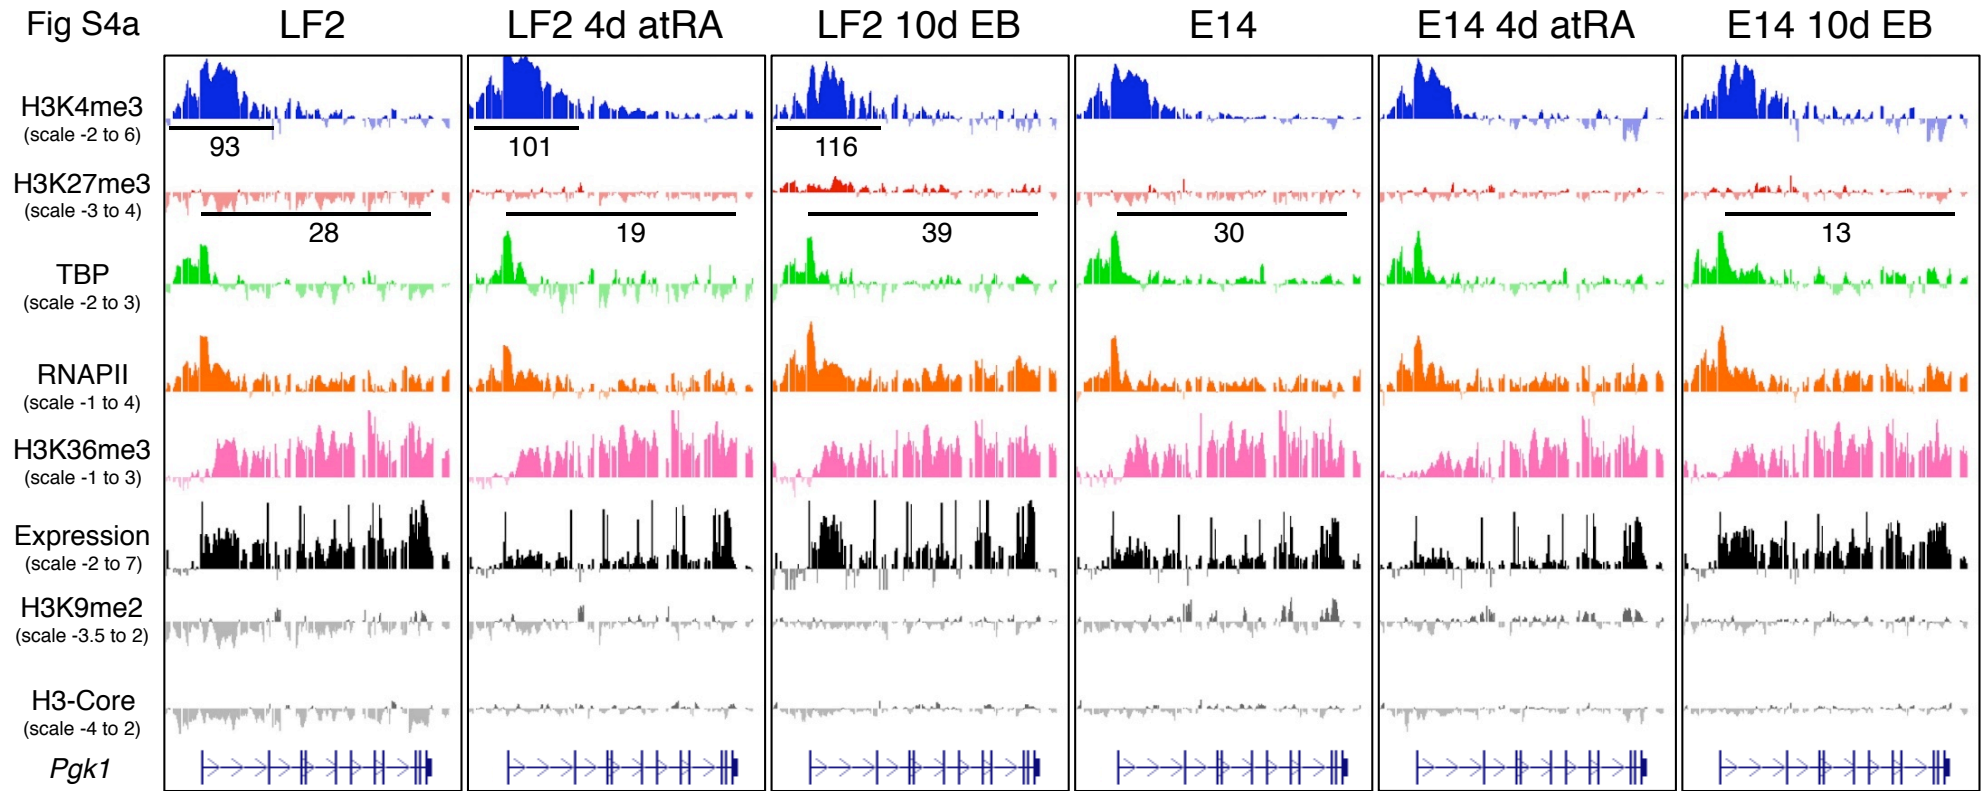 Fig S4a LF2 LF2 4d atRA LF2 10d EB E14 E14 4d atRA E14 10d EB
H3K4me3
(scale -2 to 6)
93 101 116
H3K27me3
(scale -3 to 4)
28 19 39 30 13
TBP
(scale -2 to 3)
RNAPII
(scale -1 to 4)
H3K36me3
(scale -1 to 3)
Expression
(scale -2 to 7)
H3K9me2
(scale -3.5 to 2)
H3-Core
(scale -4 to 2)
Pgk1